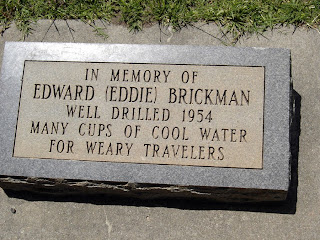 IN MEMORY OF
EDWARD (EDDIE) BRICKMAN
WELL DRILLED 1954
MANY CUPS OF COOL WATER
FOR WEARY TRAVELERS